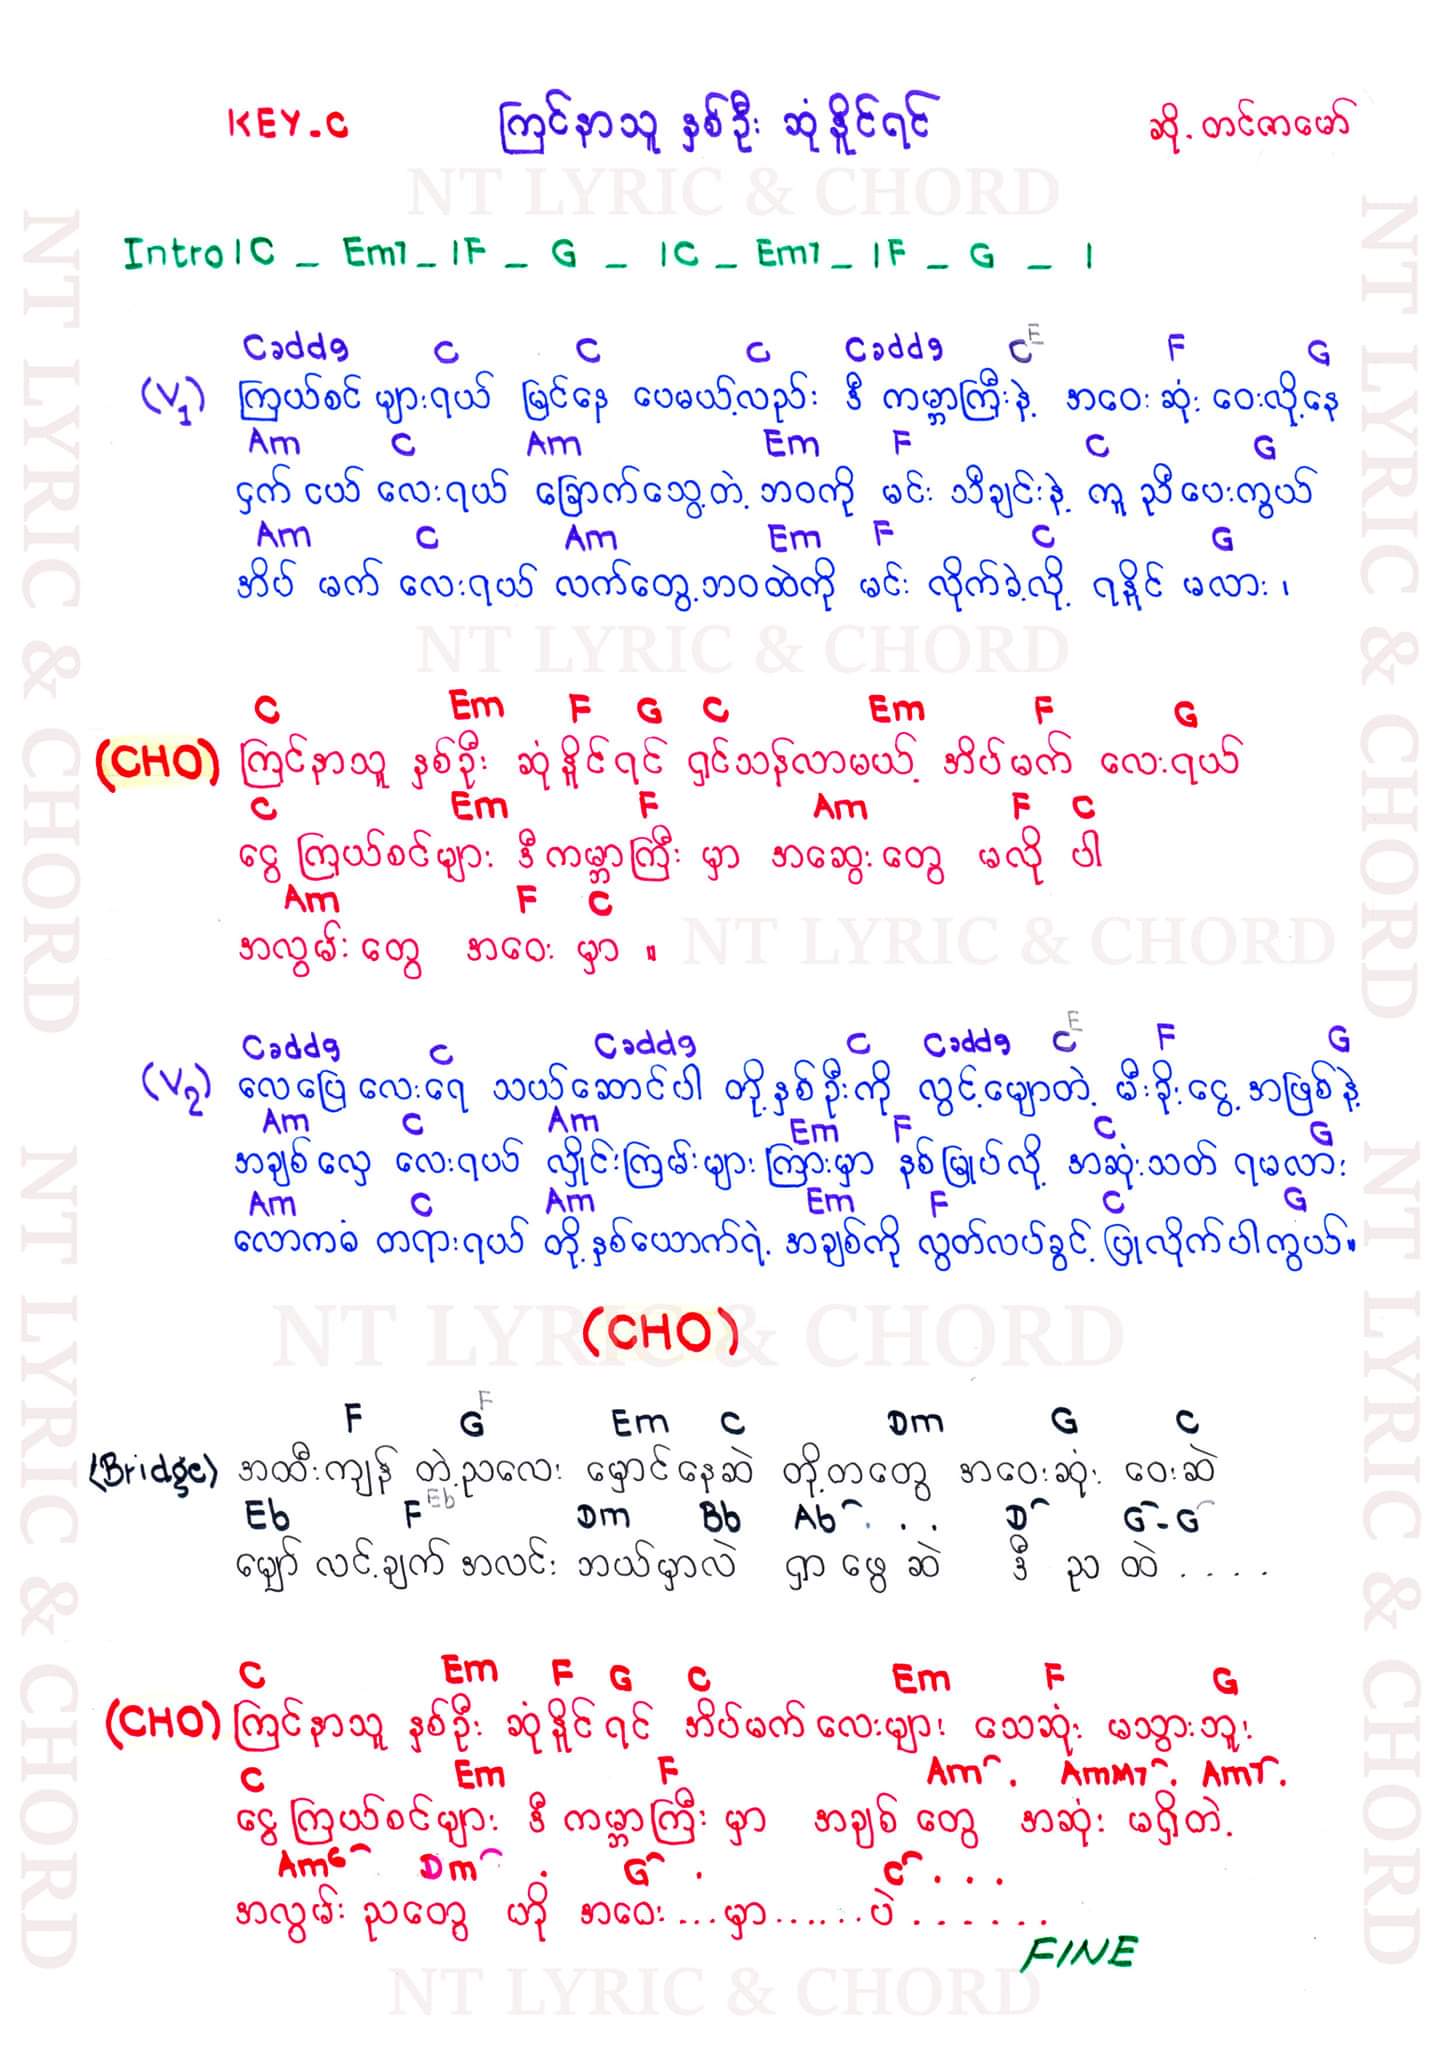 KEY-C ကြင်နာသူ နှစ်ဦး ဆုံနိူင်ရင် ဆို.တင်ဇာမော်
NT LYRIC & CHORD
Intro | C _ Em7 _ | F _ G _ | C _ Em7 _ | F _ G _ |
Cadd9 C C C Cadd9 C E F G
(V1) ကြယ်စင် များရယ် မြင်နေ ပေမယ့်လည်း ဒီ ကမ္ဘာကြီးနဲ့ အဝေး ဆုံး ဝေးလို့နေ
Am C Am Em F C G
ငှက် ငယ် လေးရယ် ခြောက်သွေ့တဲ့ ဘဝကို မင်း သီချင်းနဲ့ ကူ ညီပေးကွယ်
Am C Am Em F C G
အိပ် မက် လေးရယ် လက်တွေ့ဘဝထဲကို မင်း လိုက်ခဲ့လို့ ရနိူင် မလား၊
NT LYRIC & CHORD
C Em F G C Em F G
(CHO) ကြင်နာသူ နှစ်ဦး ဆုံနိူင်ရင် ရှင်သန်လာမယ့် အိပ်မက် လေးရယ်
C Em F Am F C
ငွေ ကြယ်စင်များ ဒီကမ္ဘာကြီး မှာ အဆွေးတွေ မလို ပါ
Am F C
အလွမ်းတွေ အဝေး မှာ ။
NT LYRIC & CHORD
Cadd9 C Cadd9 C Cadd9 C E F G
(V2) လေပြေ လေးရေ သယ်ဆောင်ပါ တို့နှစ်ဦးကို လွင့်မျောတဲ့ မီးခိုးငွေ့ အဖြစ်နဲ့
Am C Am Em F C G
အချစ်လှေ လေးရယ် လှိုင်းကြမ်းများ ကြားမှာ နစ်မြုပ်လို့ အဆုံးသတ် ရမလား
Am C Am Em F C G
လောကဓံ တရားရယ် တို့နှစ်ယောက်ရဲ့ အချစ်ကို လွတ်လပ်ခွင့် ပြုလိုက်ပါကွယ်။
NT LYRIC & CHORD
(CHO)
F G F Em C Dm G C
(Bridge) အထီးကျန် တဲ့ညလေး မှောင်နေဆဲ တို့တတွေ အဝေးဆုံး ဝေးဆဲ
Eb F Eb Dm Bb Ab . . . D G - G
မျှော် လင့်ချက် အလင်း ဘယ်မှာလဲ ရှာ ဖွေ ဆဲ ဒီ ည ထဲ . . . .
C Em F G C Em F G
(CHO) ကြင်နာသူ နှစ်ဦး ဆုံနိူင် ရင် အိပ်မက် လေးများ သေဆုံး မသွားဘူး
C Em F Am . AmM7 . Am7 .
ငွေကြယ်စင်များ ဒီ ကမ္ဘာကြီး မှာ အချစ် တွေ အဆုံး မရှိတဲ့
Am6 Dm . G . C . . .
အလွမ်း ညတွေ ဟို အဝေး ... မှာ ...... ပဲ . . . . . .
FINE
NT LYRIC & CHORD
NT LYRIC & CHORD
NT LYRIC & CHORD
NT LYRIC & CHORD
NT LYRIC & CHORD